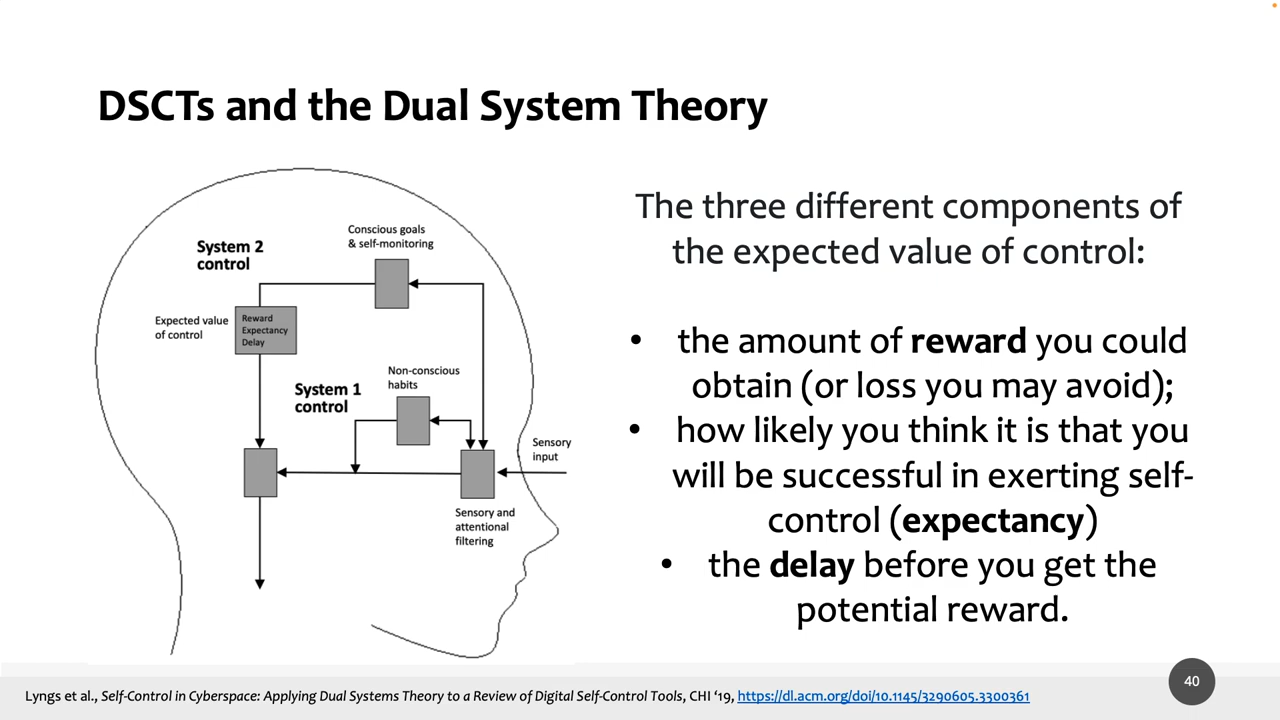 DSCTs and the Dual System Theory
Conscious goals
& self-monitoring
System 2
control
Expected value
of control
Reward
Expectancy
Delay
Non-conscious
habits
System 1
control
Sensory
input
Sensory and
attentional
filtering
The three different components of
the expected value of control:
• the amount of reward you could
obtain (or loss you may avoid);
• how likely you think it is that you
will be successful in exerting self-
control (expectancy)
• the delay before you get the
potential reward.
Lyngs et al., Self-Control in Cyberspace: Applying Dual Systems Theory to a Review of Digital Self-Control Tools, CHI ‘19, https://dl.acm.org/doi/10.1145/3290605.3300361
40